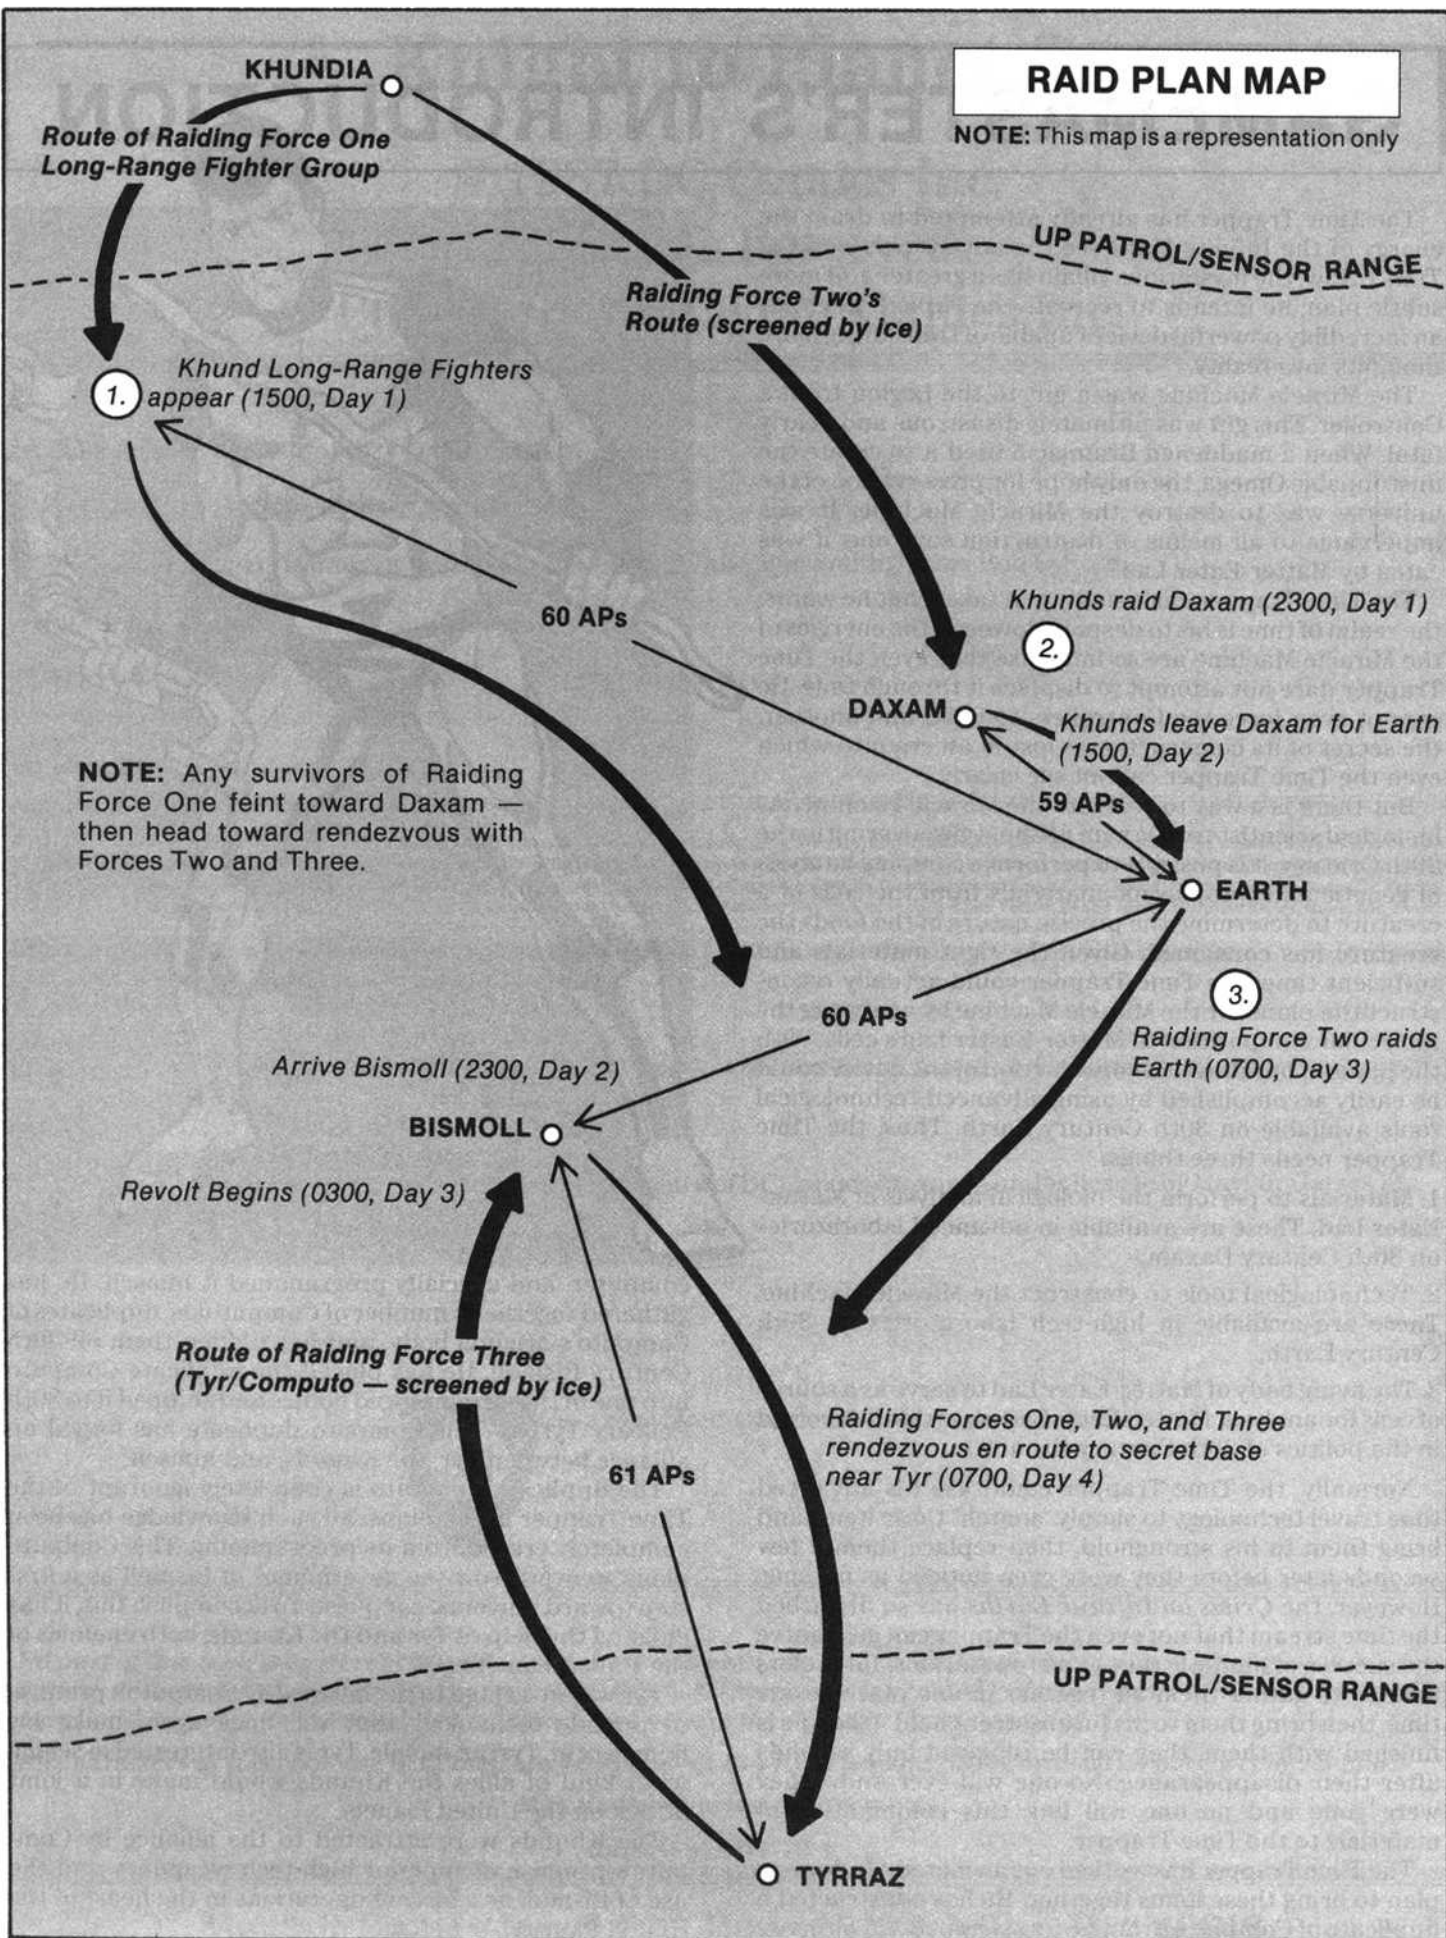 KHUNDIA
RAID PLAN MAP
NOTE: This map is a representation only
Route of Raiding Force One
Long-Range Fighter Group
UP PATROL/SENSOR RANGE
Raiding Force Two's
Route (screened by ice)
Khund Long-Range Fighters
1. appear (1500, Day 1)
Khunds raid Daxam (2300, Day 1)
2.
60 APs
DAXAM
Khunds leave Daxam for Earth
(1500, Day 2)
59 APs
NOTE: Any survivors of Raiding
Force One feint toward Daxam —
then head toward rendezvous with
Forces Two and Three.
EARTH
3.
60 APs
Raiding Force Two raids
Earth (0700, Day 3)
Arrive Bismoll (2300, Day 2)
BISMOLL
Revolt Begins (0300, Day 3)
Route of Raiding Force Three
(Tyr/Computo — screened by ice)
Raiding Forces One, Two, and Three
rendezvous en route to secret base
near Tyr (0700, Day 4)
61 APs
UP PATROL/SENSOR RANGE
TYRRAZ